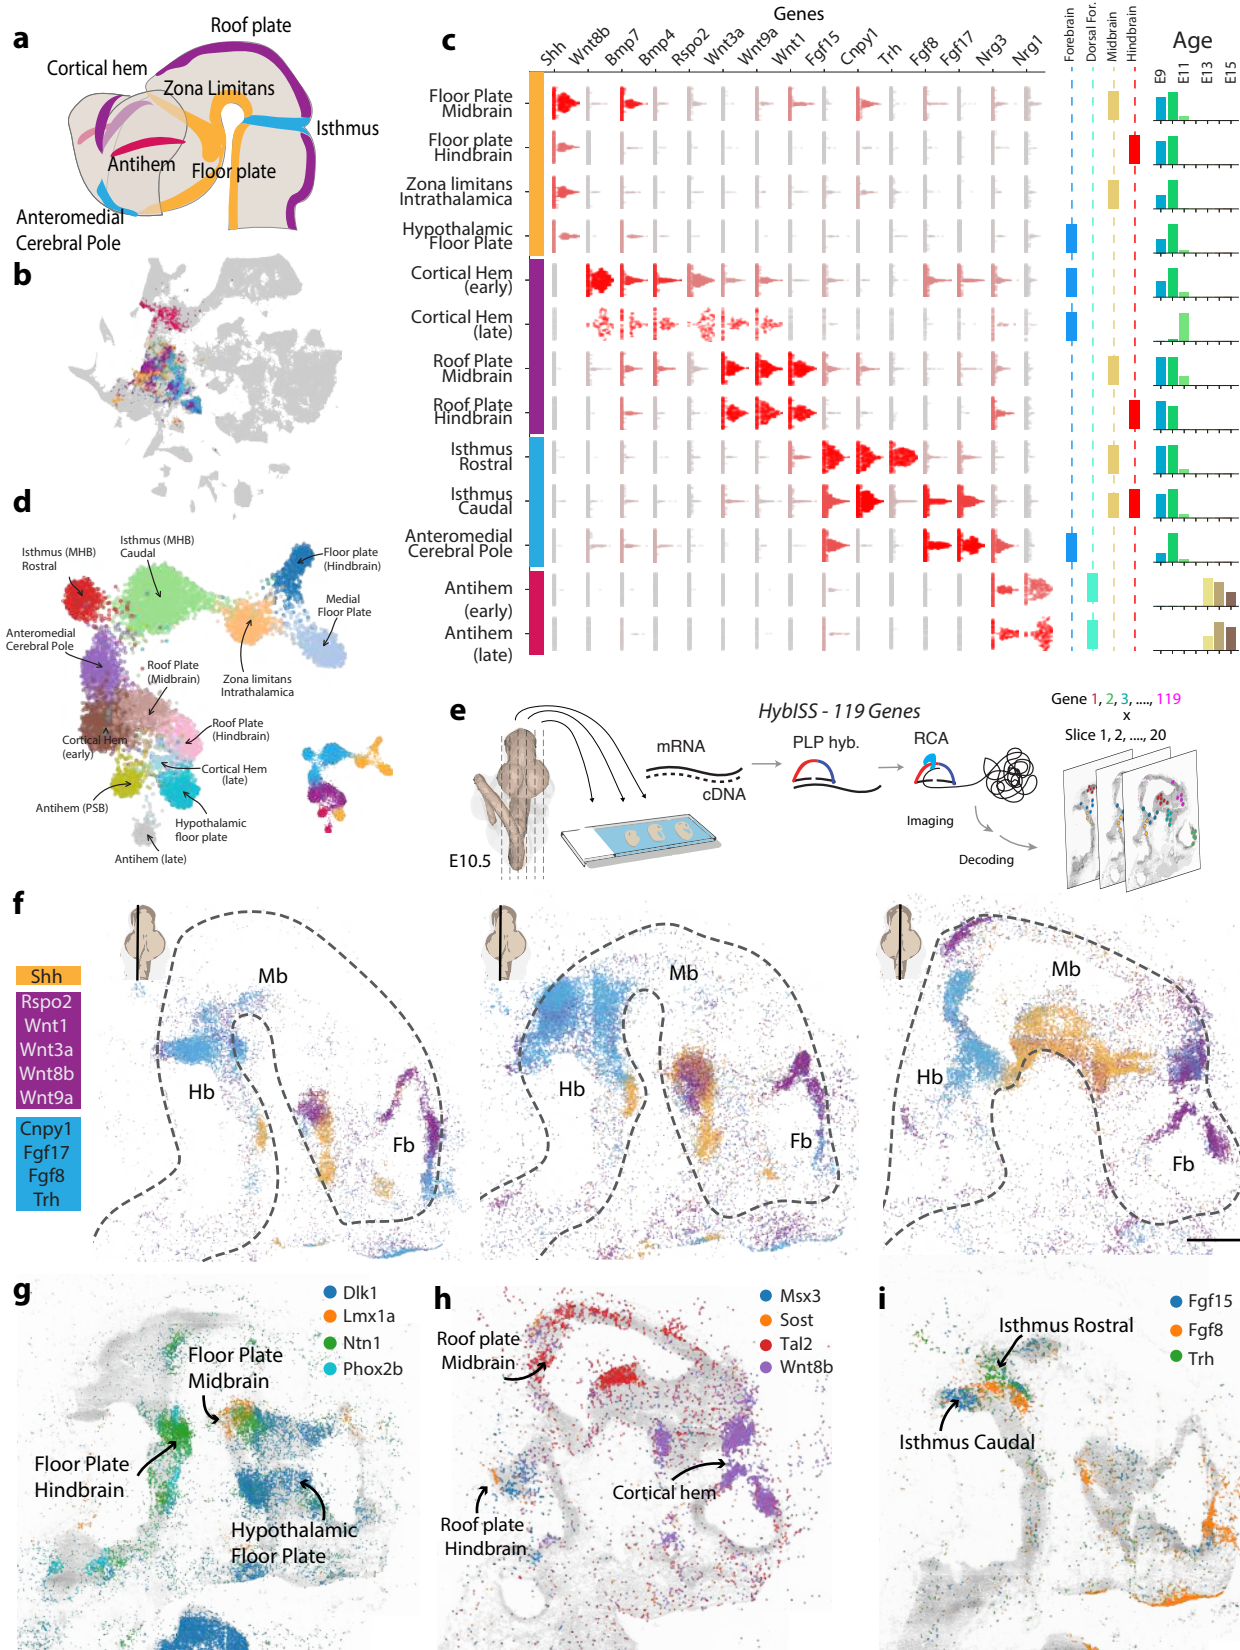 a
Roof plate
Cortical hem
Zona Limitans
Isthmus
Antihem
Floor plate
Anteromedial
Cerebral Pole
b
c
Genes
Shh
Wnt8b
Bmp7
Bmp4
Rspo2
Wnt3a
Wnt9a
Wnt1
Fgf15
Cnpy1
Trh
Fgf8
Fgf17
Nrg3
Nrg1
Forebrain
Dorsal For.
Midbrain
Hindbrain
Age
E9
E11
E13
E15
Floor Plate
Midbrain
Floor plate
Hindbrain
Zona limitans
Intrathalamica
Hypothalamic
Floor Plate
Cortical Hem
(early)
Cortical Hem
(late)
Roof Plate
Midbrain
Roof Plate
Hindbrain
Isthmus
Rostral
Isthmus
Caudal
Anteromedial
Cerebral Pole
Antihem
(early)
Antihem
(late)
d
Isthmus (MHB)
Rostral
Isthmus (MHB)
Caudal
Floor plate
(Hindbrain)
Medial
Floor Plate
Anteromedial
Cerebral Pole
Roof Plate
(Midbrain)
Zona limitans
Intrathalamica
Roof Plate
(Hindbrain)
Cortical Hem
(early)
Cortical Hem
(late)
Antihem (PSB)
Hypothalamic
floor plate
Antihem (late)
e
HybISS - 119 Genes
mRNA
cDNA
PLP hyb.
RCA
Imaging
Decoding
E10.5
Gene 1, 2, 3, ...., 119
x
Slice 1, 2, ...., 20
f
Shh
Rspo2
Wnt1
Wnt3a
Wnt8b
Wnt9a
Cnpy1
Fgf17
Fgf8
Trh
Mb
Hb
Fb
Mb
Hb
Fb
Mb
Hb
Fb
g
Dlk1
Lmx1a
Ntn1
Phox2b
Floor Plate
Midbrain
Floor Plate
Hindbrain
Hypothalamic
Floor Plate
h
Msx3
Sost
Tal2
Wnt8b
Roof plate
Midbrain
Cortical hem
Roof plate
Hindbrain
i
Fgf15
Fgf8
Trh
Isthmus Rostral
Isthmus Caudal